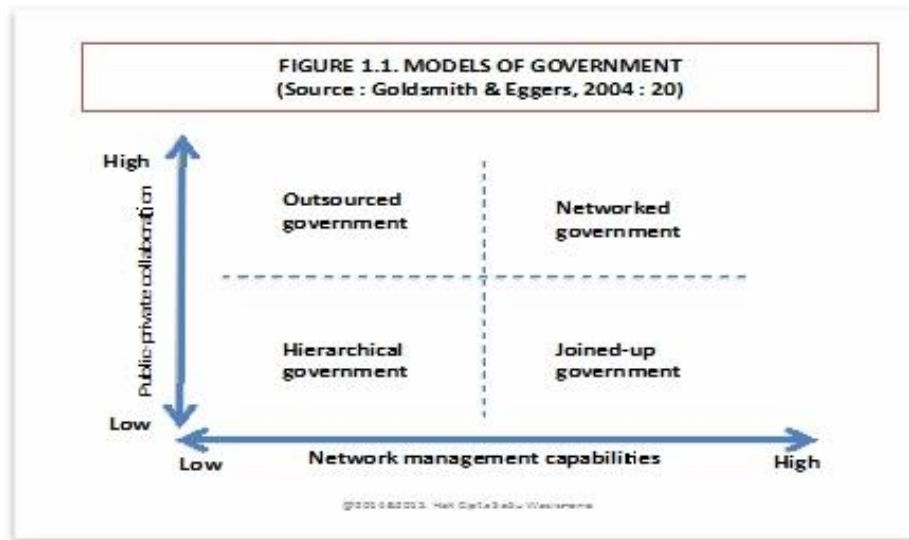 FIGURE 1.1. MODELS OF GOVERNMENT
(Source : Goldsmith & Eggers, 2004 : 20)
High
Public-private collaboration
Outsourced
government
Networked
government
Hierarchical
government
Joined-up
government
Low
Low
Network management capabilities
High